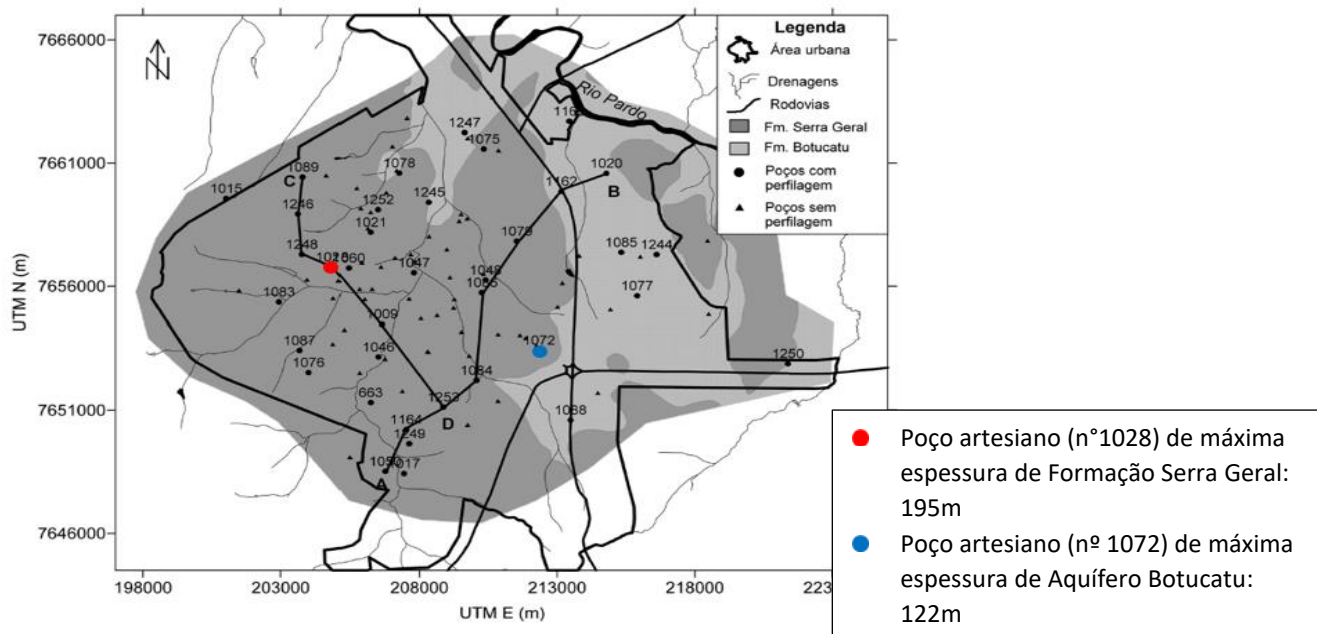 7666000
7661000
7656000
7651000
7646000
UTM N (m)
N
198000
203000
208000
213000
218000
UTM E (m)
Legenda
Área urbana
Drenagens
Rodovias
Fm. Serra Geral
Fm. Botucatu
Poços com
perfilagem
Poços sem
perfilagem
Rio Pardo
1247
1075
1020
B
1162
1089
C
1015
1078
1246
1252
1021
1245
1248
1079
1085
1244
1047
1048
1077
1083
1009
1087
1046
1076
1072
1084
1250
663
1253
D
1164
1249
1088
1017
A
Poço artesiano (n°1028) de máxima
espessura de Formação Serra Geral:
195m
Poço artesiano (nº 1072) de máxima
espessura de Aquífero Botucatu:
122m